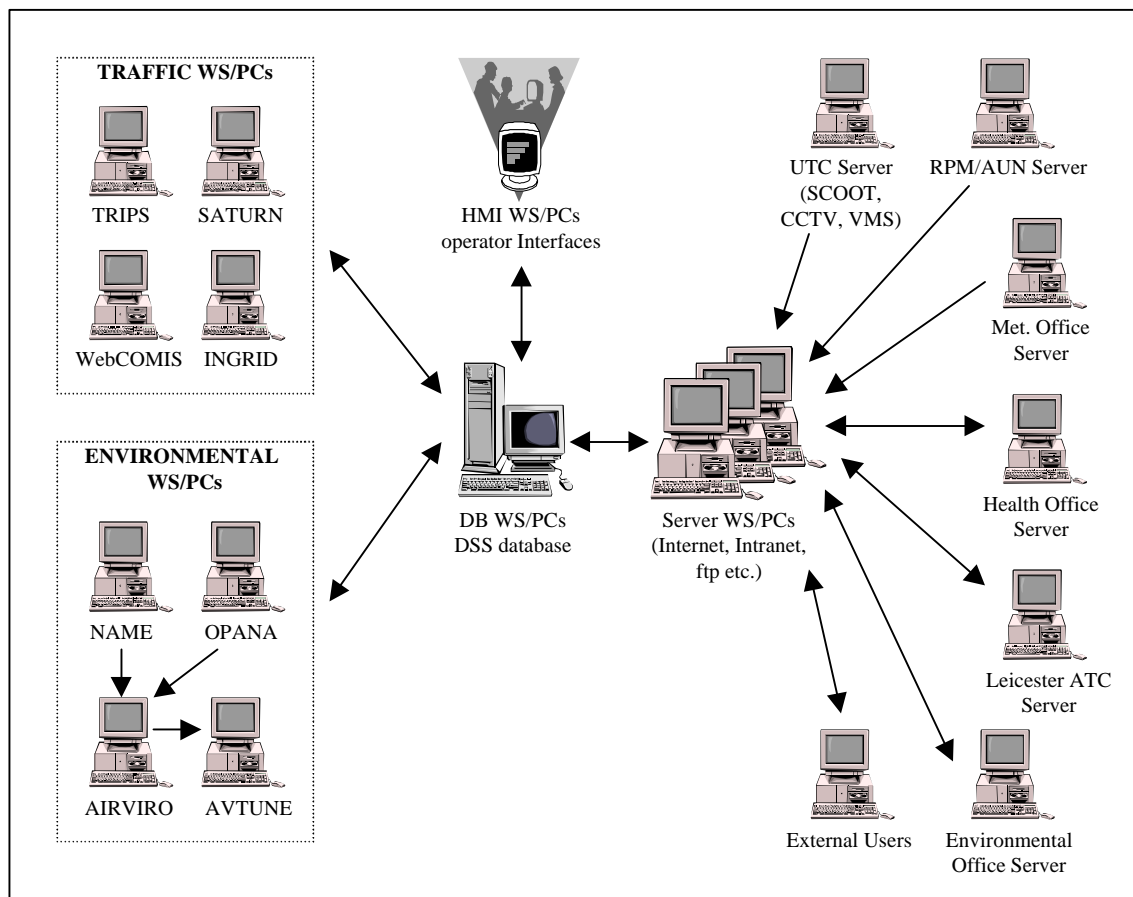 TRAFFIC WS/PCs
TRIPS
SATURN
WebCOMIS
INGRID
HMI WS/PCs
operator Interfaces
UTC Server
(SCOOT,
CCTV, VMS)
RPM/AUN Server
Met. Office
Server
ENVIRONMENTAL
WS/PCs
NAME
OPANA
AIRVIRO
AVTUNE
DB WS/PCs
DSS database
Server WS/PCs
(Internet, Intranet,
ftp etc.)
Health Office
Server
Leicester ATC
Server
External Users
Environmental
Office Server